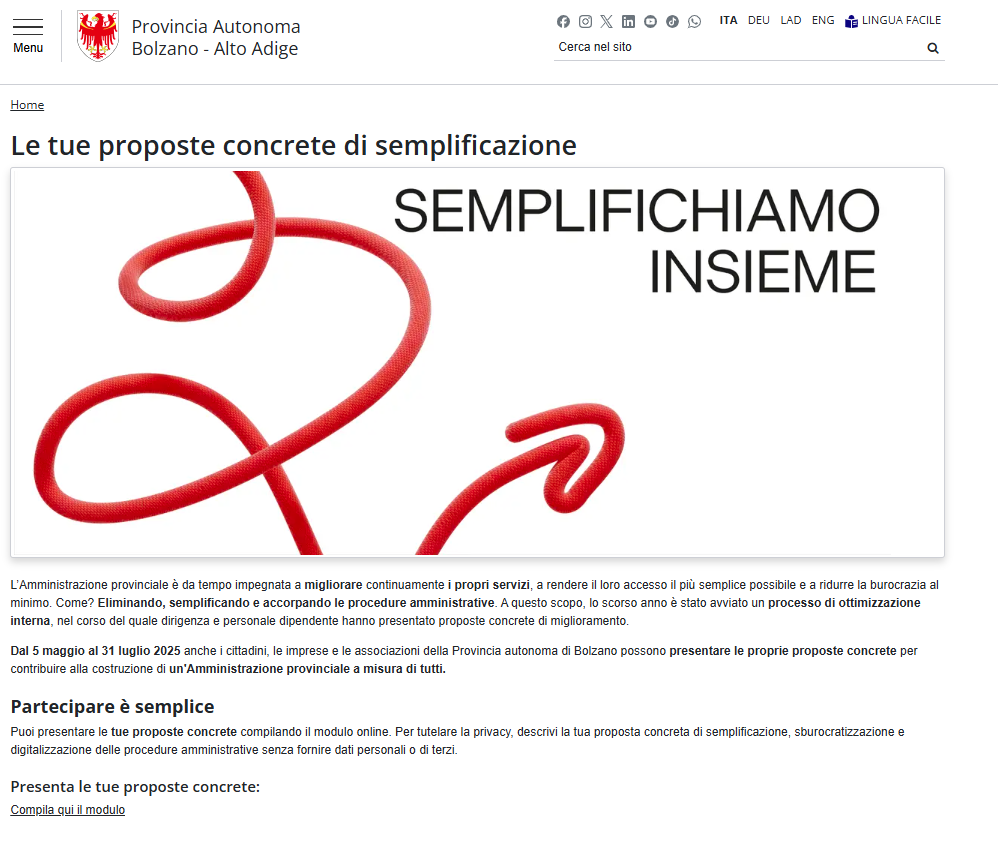 Menu
Provincia Autonoma
Bolzano - Alto Adige
ITA DEU LAD ENG LINGUA FACILE
Cerca nel sito
Home
Le tue proposte concrete di semplificazione
SEMPLIFICHIAMO
INSIEME
L'Amministrazione provinciale è da tempo impegnata a migliorare continuamente i propri servizi, a rendere il loro accesso il più semplice possibile e a ridurre la burocrazia al
minimo. Come? Eliminando, semplificando e accorpando le procedure amministrative. A questo scopo, lo scorso anno è stato avviato un processo di ottimizzazione
interna, nel corso del quale dirigenza e personale dipendente hanno presentato proposte concrete di miglioramento.
Dal 5 maggio al 31 luglio 2025 anche i cittadini, le imprese e le associazioni della Provincia autonoma di Bolzano possono presentare le proprie proposte concrete per
contribuire alla costruzione di un'Amministrazione provinciale a misura di tutti.
Partecipare è semplice
Puoi presentare le tue proposte concrete compilando il modulo online. Per tutelare la privacy, descrivi la tua proposta concreta di semplificazione, sburocratizzazione e
digitalizzazione delle procedure amministrative senza fornire dati personali o di terzi.
Presenta le tue proposte concrete:
Compila qui il modulo